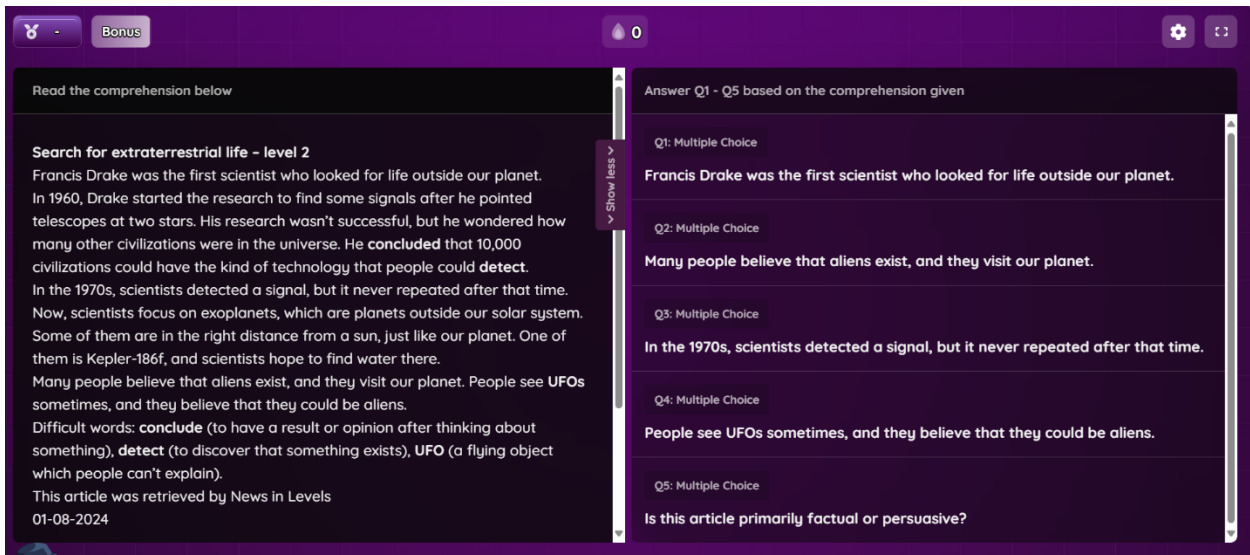 -
Bonus
0
Read the comprehension below
Search for extraterrestrial life – level 2
Francis Drake was the first scientist who looked for life outside our planet.
In 1960, Drake started the research to find some signals after he pointed
telescopes at two stars. His research wasn't successful, but he wondered how
many other civilizations were in the universe. He concluded that 10,000
civilizations could have the kind of technology that people could detect.
In the 1970s, scientists detected a signal, but it never repeated after that time.
Now, scientists focus on exoplanets, which are planets outside our solar system.
Some of them are in the right distance from a sun, just like our planet. One of
them is Kepler-186f, and scientists hope to find water there.
Many people believe that aliens exist, and they visit our planet. People see UFOs
sometimes, and they believe that they could be aliens.
Difficult words: conclude (to have a result or opinion after thinking about
something), detect (to discover that something exists), UFO (a flying object
which people can't explain).
This article was retrieved by News in Levels
01-08-2024
Show less
Answer Q1 - Q5 based on the comprehension given
Q1: Multiple Choice
Francis Drake was the first scientist who looked for life outside our planet.
Q2: Multiple Choice
Many people believe that aliens exist, and they visit our planet.
Q3: Multiple Choice
In the 1970s, scientists detected a signal, but it never repeated after that time.
Q4: Multiple Choice
People see UFOs sometimes, and they believe that they could be aliens.
Q5: Multiple Choice
Is this article primarily factual or persuasive?